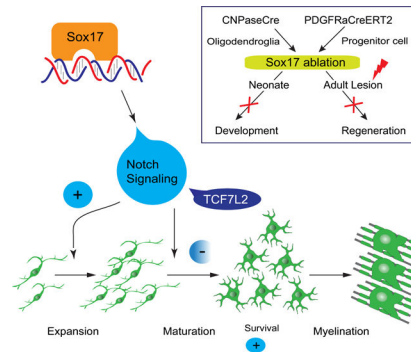 Sox17
CNPaseCre PDGFRaCreERT2
Oligodendroglia Progenitor cell
Sox17 ablation
Neonate Adult Lesion
Development Regeneration
Notch
Signaling
TCF7L2
+
-
Expansion Maturation Survival Myelination
+